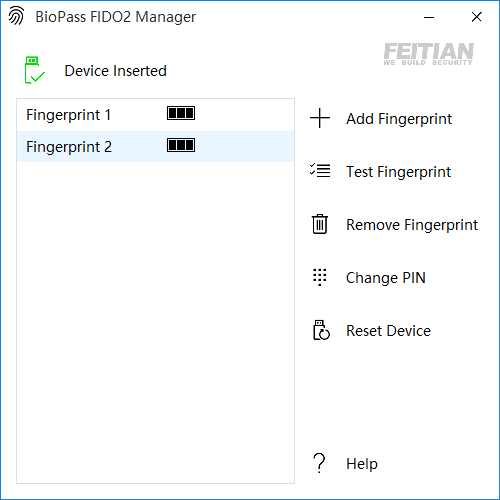 BioPass FIDO2 Manager
FEITIAN
WE BUILD SECURITY
Device Inserted
Fingerprint 1
Fingerprint 2
Add Fingerprint
Test Fingerprint
Remove Fingerprint
Change PIN
Reset Device
Help